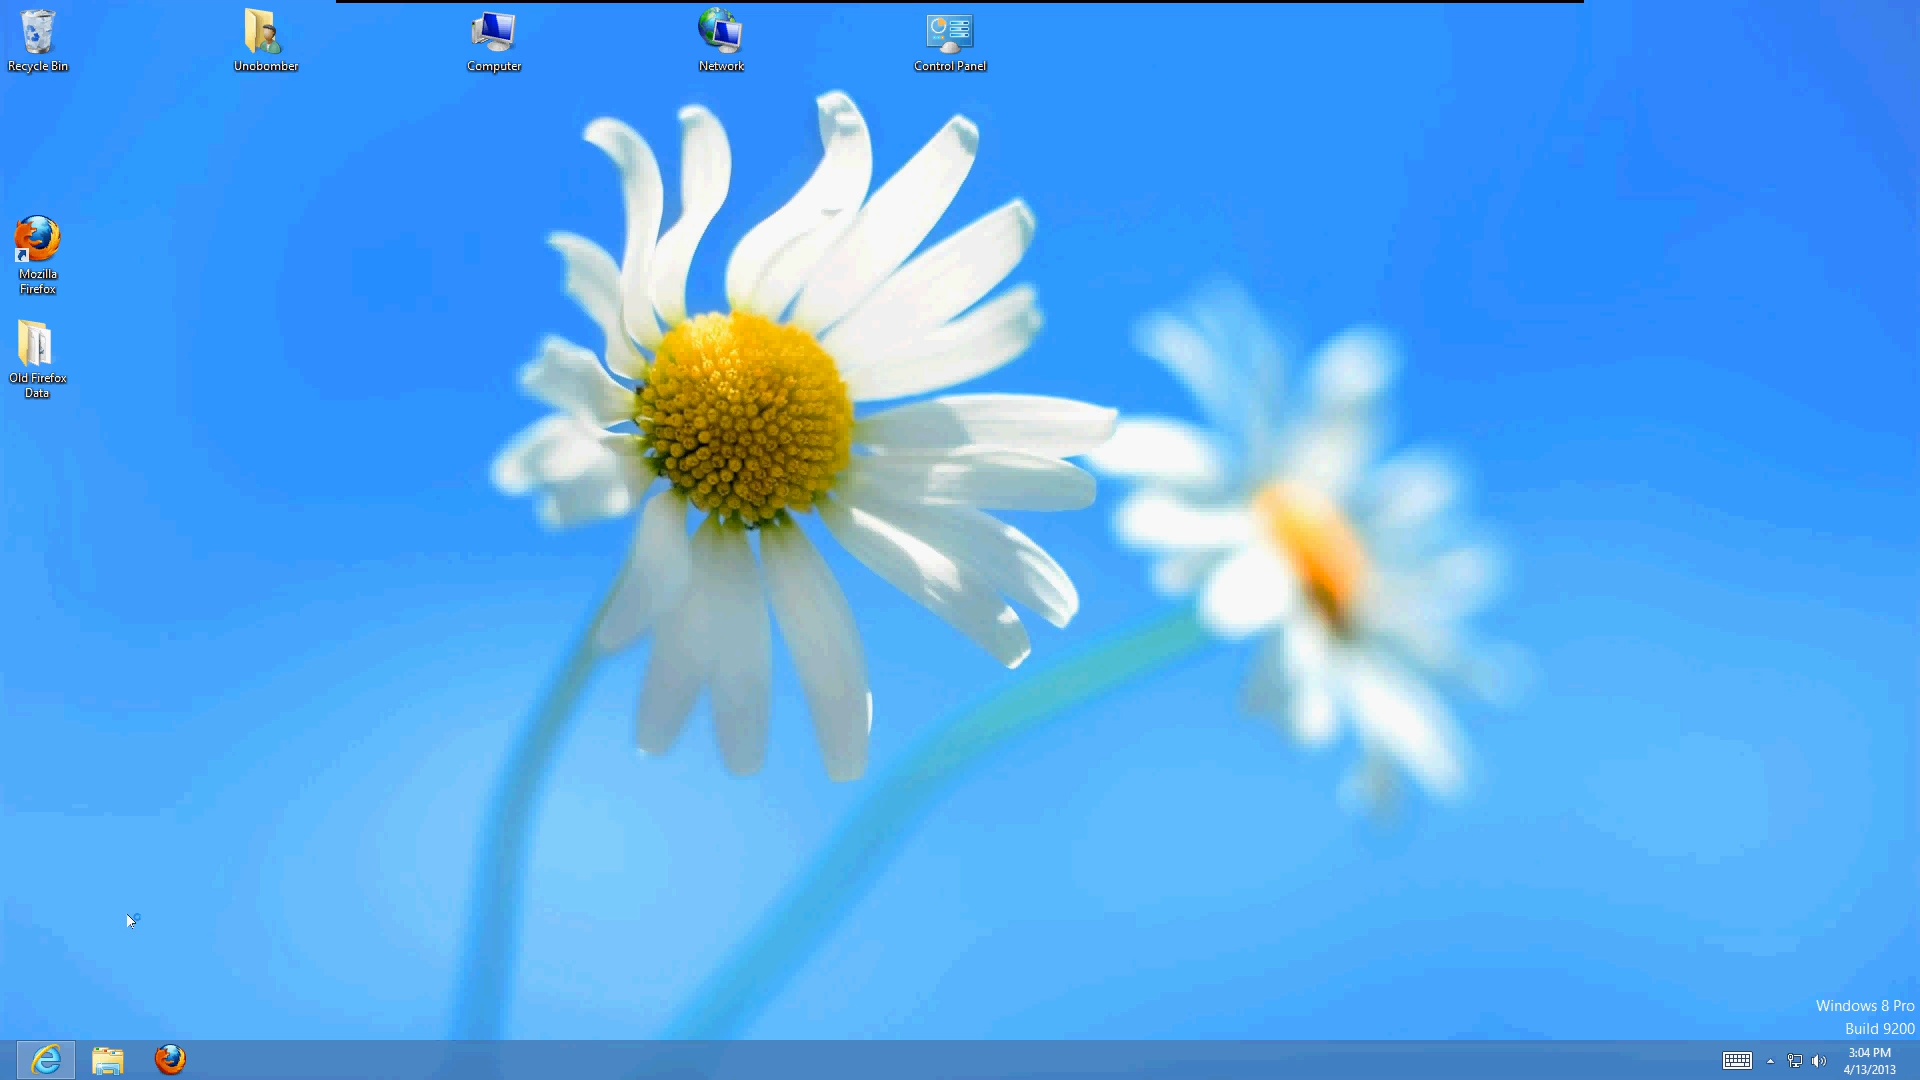 Recycle Bin
Unobomber
Computer
Network
Control Panel
Mozilla
Firefox
Old Firefox
Data
Windows 8 Pro
Build 9200
3:04 PM
4/13/2013